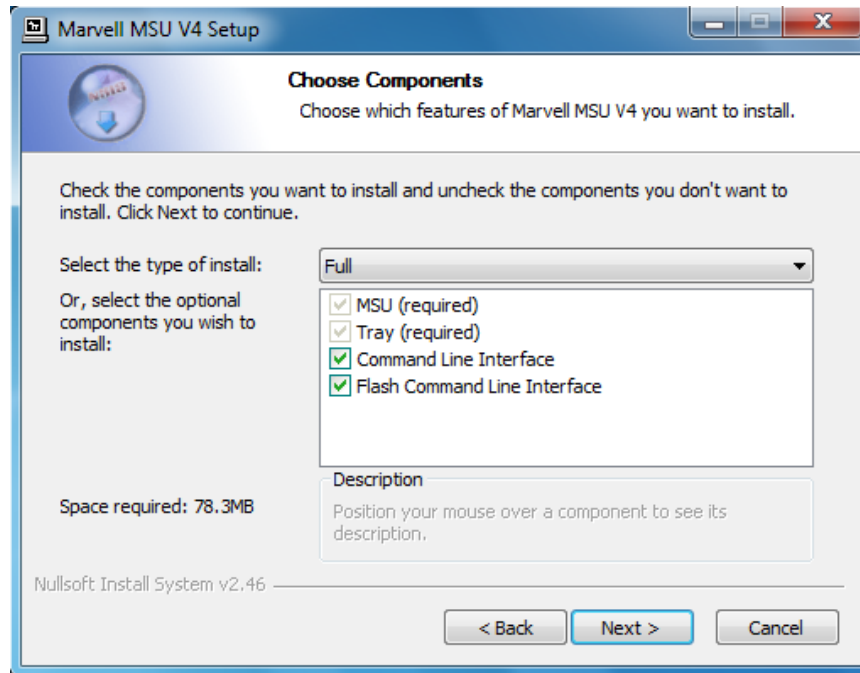 Marvell MSU V4 Setup
Choose Components
Choose which features of Marvell MSU V4 you want to install.
Check the components you want to install and uncheck the components you don't want to
install. Click Next to continue.
Select the type of install:
Full
Or, select the optional
components you wish to
install:
MSU (required)
Tray (required)
Command Line Interface
Flash Command Line Interface
Space required: 78.3MB
Description
Position your mouse over a component to see its
description.
Nullsoft Install System v2.46
< Back
Next >
Cancel